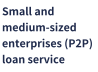 Small and
medium-sized
enterprises (P2P)
loan service